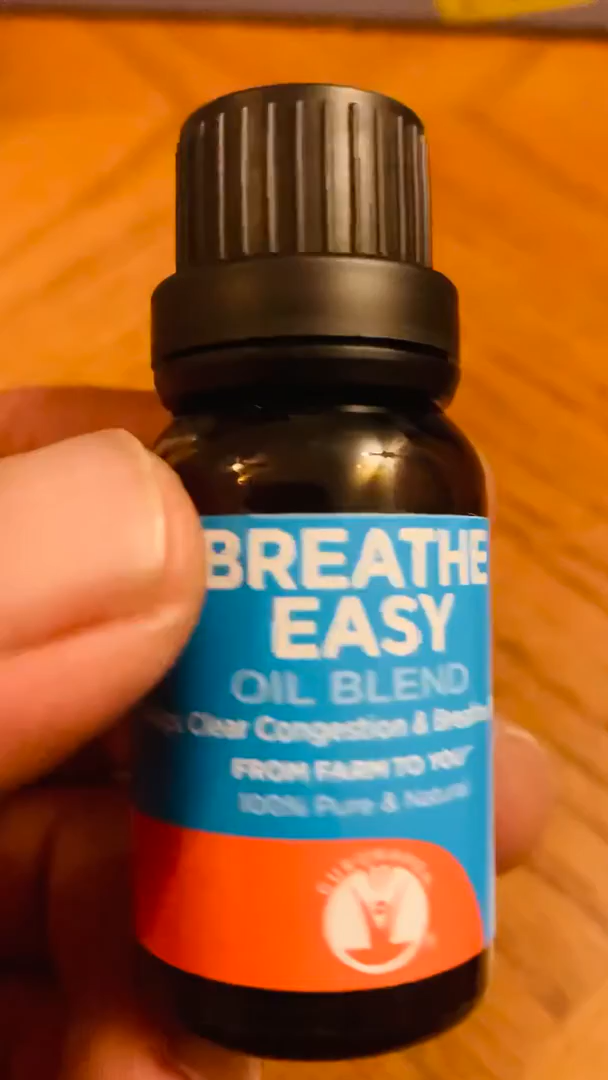 BREATHE
EASY
OIL BLEND
Clear Congestion &
FROM FARM TO YOU
100% Pure & Natural